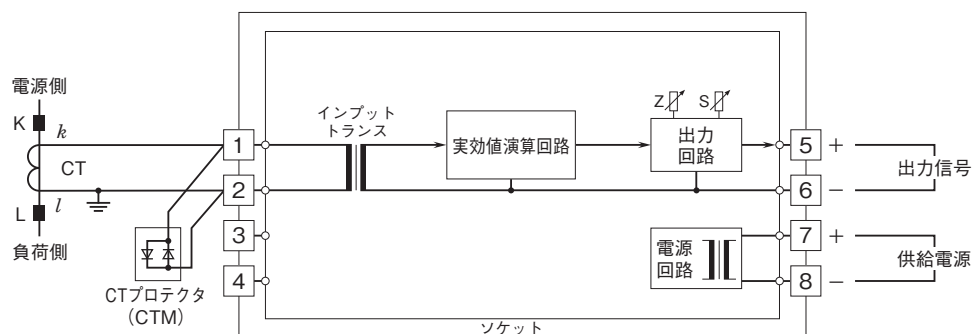 電源側
K
k
CT
l
L
負荷側
CTプロテクタ
（CTM）
1
2
3
4
インプット
トランス
実効値演算回路
Z
S
出力
回路
電源
回路
5
+
6
−
出力信号
7
+
8
−
供給電源
ソケット